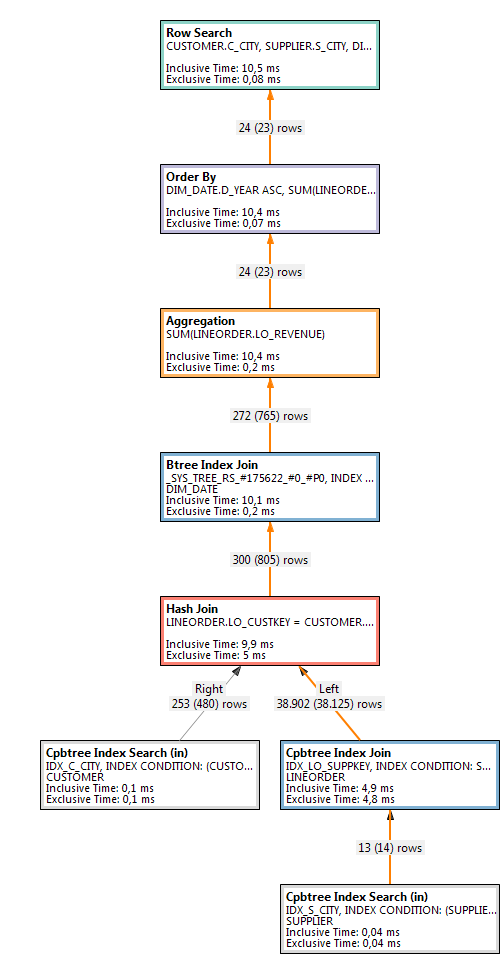 Row Search
CUSTOMER.C_CITY, SUPPLIER.S_CITY, DI...
Inclusive Time: 10,5 ms
Exclusive Time: 0,08 ms
24 (23) rows
Order By
DIM_DATE.D_YEAR ASC, SUM(LINEORDE...
Inclusive Time: 10,4 ms
Exclusive Time: 0,07 ms
24 (23) rows
Aggregation
SUM(LINEORDER.LO_REVENUE)
Inclusive Time: 10,4 ms
Exclusive Time: 0,2 ms
272 (765) rows
Btree Index Join
_SYS_TREE_RS_#175622_#0_#P0, INDEX ...
DIM_DATE
Inclusive Time: 10,1 ms
Exclusive Time: 0,2 ms
300 (805) rows
Hash Join
LINEORDER.LO_CUSTKEY = CUSTOMER....
Inclusive Time: 9,9 ms
Exclusive Time: 5 ms
Right
253 (480) rows
Left
38.902 (38.125) rows
Cpbtree Index Search (in)
IDX_C_CITY, INDEX CONDITION: (CUSTO...
CUSTOMER
Inclusive Time: 0,1 ms
Exclusive Time: 0,1 ms
Cpbtree Index Join
IDX_LO_SUPPKEY, INDEX CONDITION: S...
LINEORDER
Inclusive Time: 4,9 ms
Exclusive Time: 4,8 ms
13 (14) rows
Cpbtree Index Search (in)
IDX_S_CITY, INDEX CONDITION: (SUPPLIE...
SUPPLIER
Inclusive Time: 0,04 ms
Exclusive Time: 0,04 ms